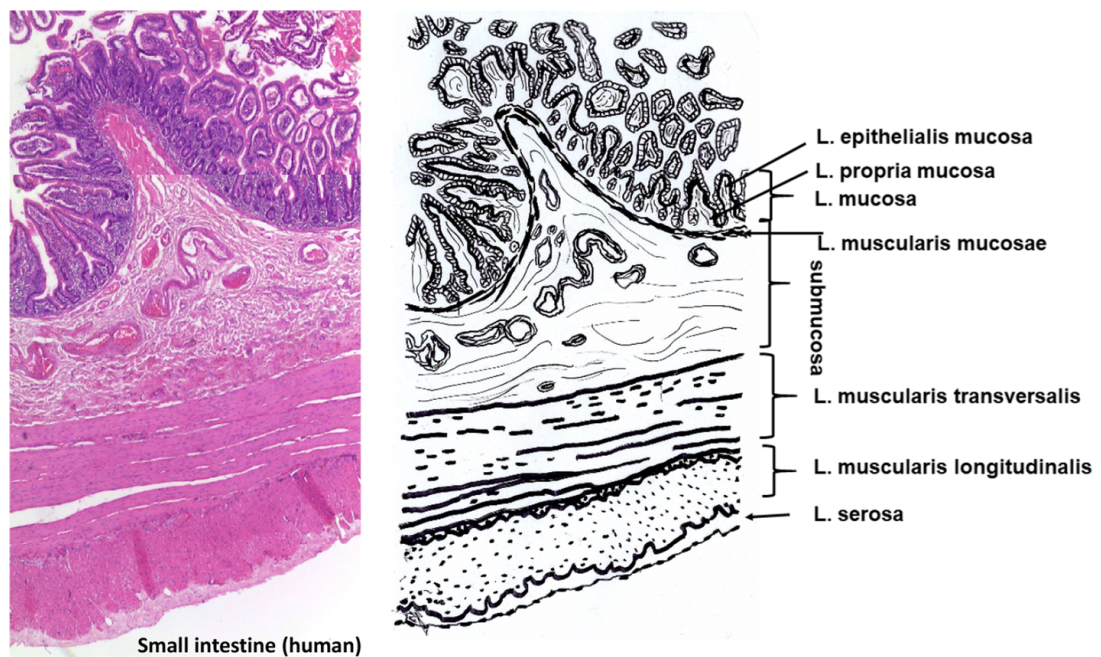 L. epithelialis mucosa
L. propria mucosa
L. mucosa
L. muscularis mucosae
submucosa
L. muscularis transversalis
L. muscularis longitudinalis
L. serosa
Small intestine (human)